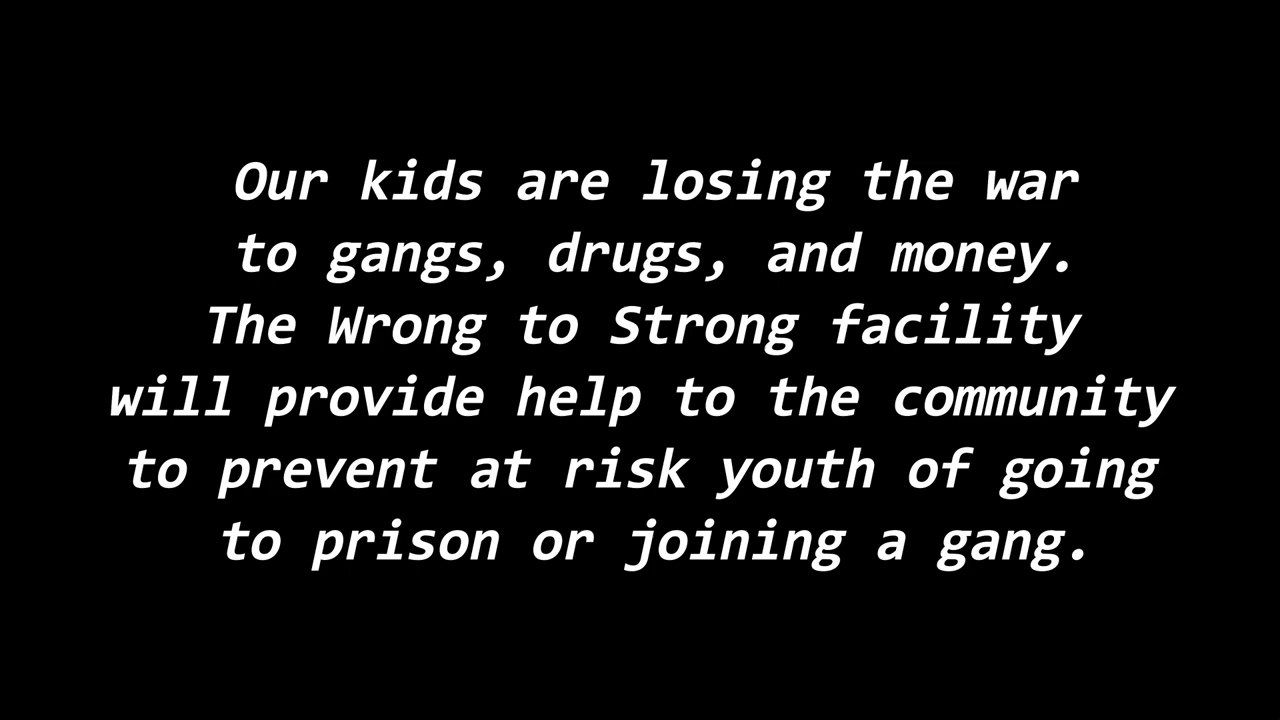 Our kids are losing the war
to gangs, drugs, and money.
The Wrong to Strong facility
will provide help to the community
to prevent at risk youth of going
to prison or joining a gang.